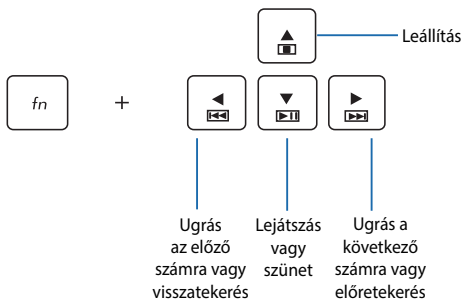 Leállítás
fn
+
Ugrás
az előző
számra vagy
visszatekerés
Lejátszás
vagy
szünet
Ugrás a
következő
számra vagy
előretekerés